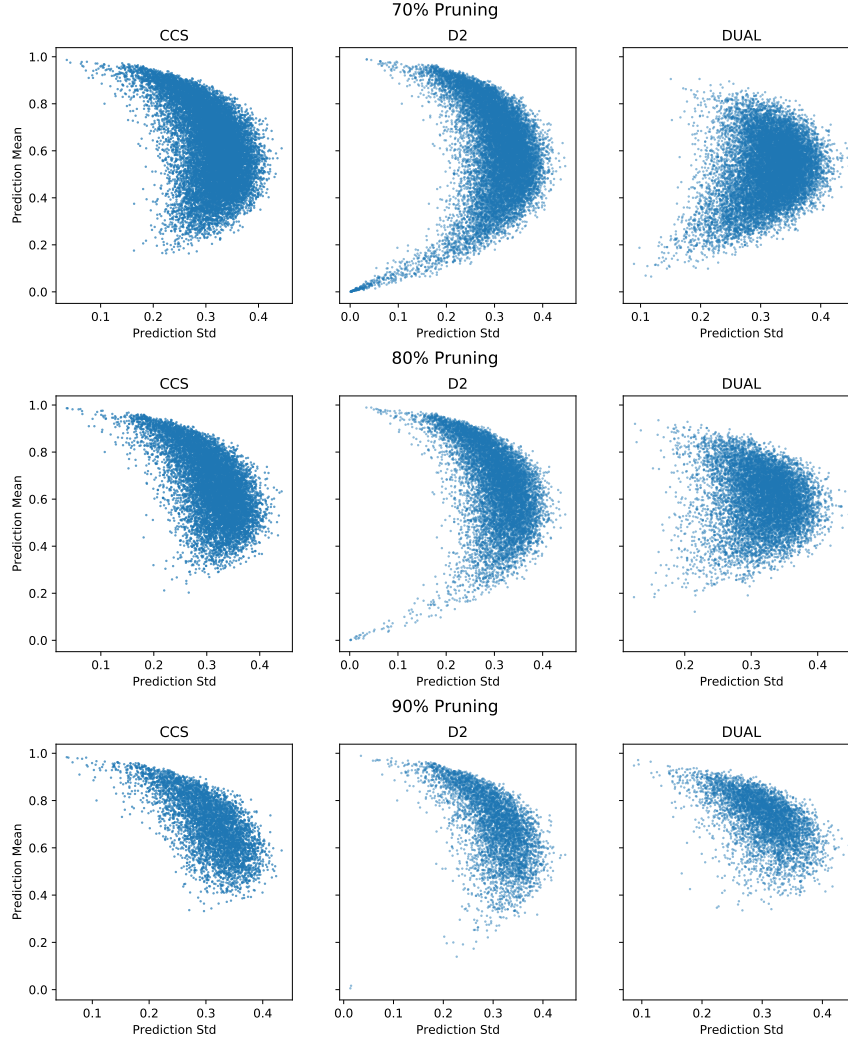 70% Pruning
CCS
D2
DUAL
1.0
0.8
0.6
0.4
0.2
0.0
Prediction Mean
0.1 0.2 0.3 0.4
0.0 0.1 0.2 0.3 0.4
0.1 0.2 0.3 0.4
Prediction Std
Prediction Std
Prediction Std
80% Pruning
CCS
D2
DUAL
1.0
0.8
0.6
0.4
0.2
0.0
Prediction Mean
0.1 0.2 0.3 0.4
0.0 0.1 0.2 0.3 0.4
0.2 0.3 0.4
Prediction Std
Prediction Std
Prediction Std
90% Pruning
CCS
D2
DUAL
1.0
0.8
0.6
0.4
0.2
0.0
Prediction Mean
0.1 0.2 0.3 0.4
0.0 0.1 0.2 0.3 0.4
0.1 0.2 0.3 0.4
Prediction Std
Prediction Std
Prediction Std